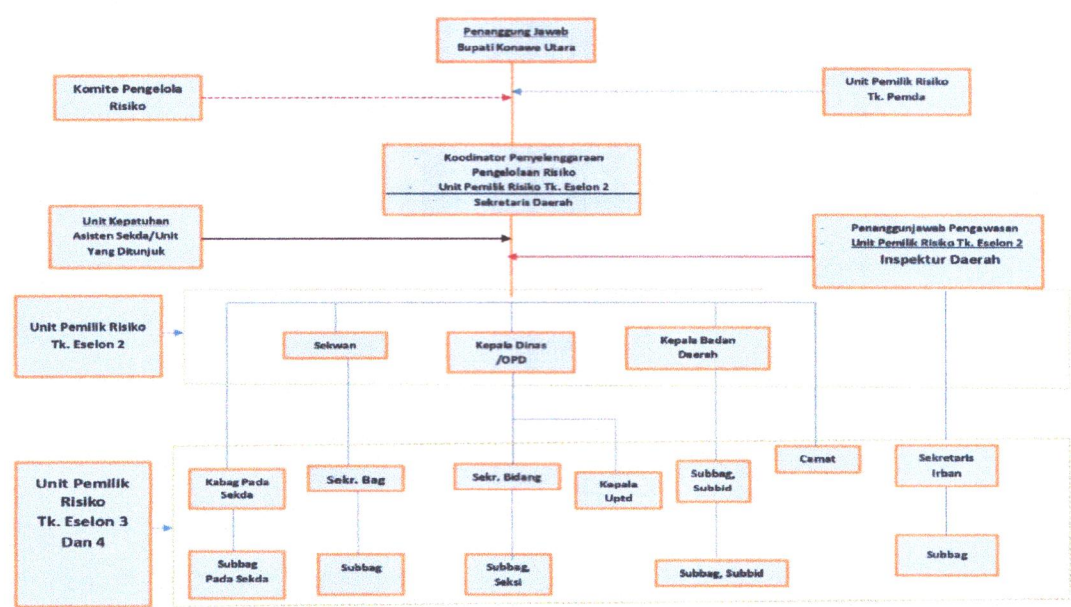 Penanggung Jawab
Bupati Konawe Utara
Komite Pengelola
Risiko
Unit Pemilik Risiko
Tk. Pemda
- Koodinator Penyelenggaraan
Pengelolaan Risiko
- Unit Pemilik Risiko Tk. Eselon 2
Sekretaris Daerah
Unit Kepatuhan
Asisten Sekda/Unit
Yang Ditunjuk
- Penanggunjawab Pengawasan
- Unit Pemilik Risiko Tk. Eselon 2
Inspektur Daerah
Unit Pemilik Risiko
Tk. Eselon 2
Sekwan
Kepala Dinas
/OPD
Kepala Badan
Daerah
Unit Pemilik
Risiko
Tk. Eselon 3
Dan 4
Kabag Pada
Sekda
Sekr. Bag
Sekr. Bidang
Kepala
Uptd
Subbag,
Subbid
Camat
Sekretaris
Irban
Subbag
Pada Sekda
Subbag
Subbag,
Seksi
Subbag, Subbid
Subbag